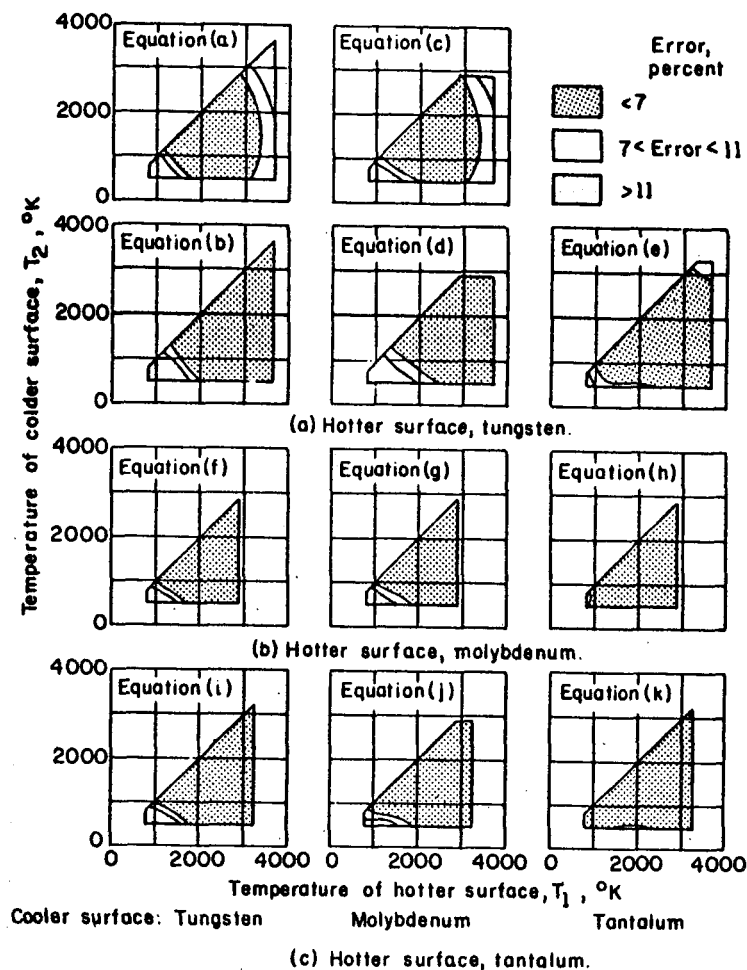 Equation (a)
Equation (c)
Error,
percent
<7
7< Error < 11
>11
4000
2000
0
Equation (b)
Equation (d)
Equation (e)
4000
2000
0
(a) Hotter surface, tungsten.
Temperature of colder surface, T2, °K
Equation (f)
Equation (g)
Equation (h)
4000
2000
0
(b) Hotter surface, molybdenum.
Equation (i)
Equation (j)
Equation (k)
4000
2000
0
0 2000 4000 0 2000 4000 0 2000 4000
Temperature of hotter surface, T1, °K
Cooler surface: Tungsten Molybdenum Tantalum
(c) Hotter surface, tantalum.